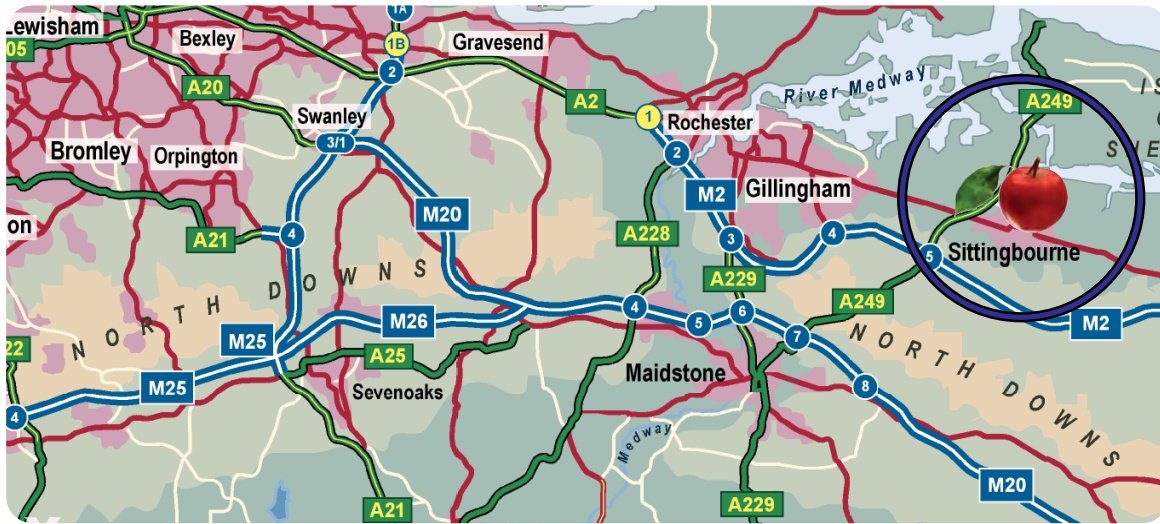 Lewisham
05
Bexley
1A
1B
2
Gravesend
A20
A2
1
Rochester
River Medway
A249
Swanley
3/1
Bromley
Orpington
2
M2
Gillingham
M20
A21
4
A228
3
4
5
Sittingbourne
A229
A249
NORTH DOWNS
M25
M26
4
5
6
7
M2
22
A25
Sevenoaks
Maidstone
NORTH DOWNS
M25
4
8
Medway
M20
A21
A229